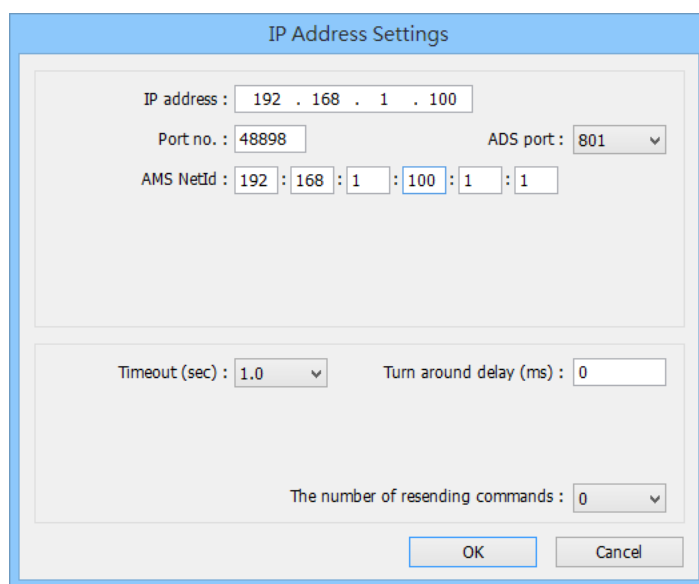 IP Address Settings
IP address : 192 . 168 . 1 . 100
Port no. : 48898 ADS port : 801
AMS NetId : 192 : 168 : 1 : 100 : 1 : 1
Timeout (sec) : 1.0 Turn around delay (ms) : 0
The number of resending commands : 0
OK Cancel